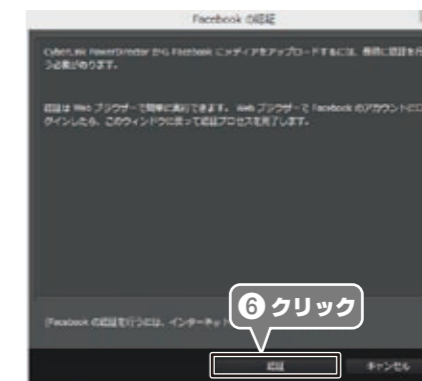 Facebook の認証
CyberLink PowerDirector から Facebook にメディアをアップロードするには、最初に認証を行
う必要があります。
認証は Web ブラウザーで簡単に実行できます。 Web ブラウザーで Facebook のアカウントにロ
グインしたら、このウィンドウに戻って認証プロセスを完了します。
(Facebook の認証を行うには、インターネット
❻クリック
認証
キャンセル